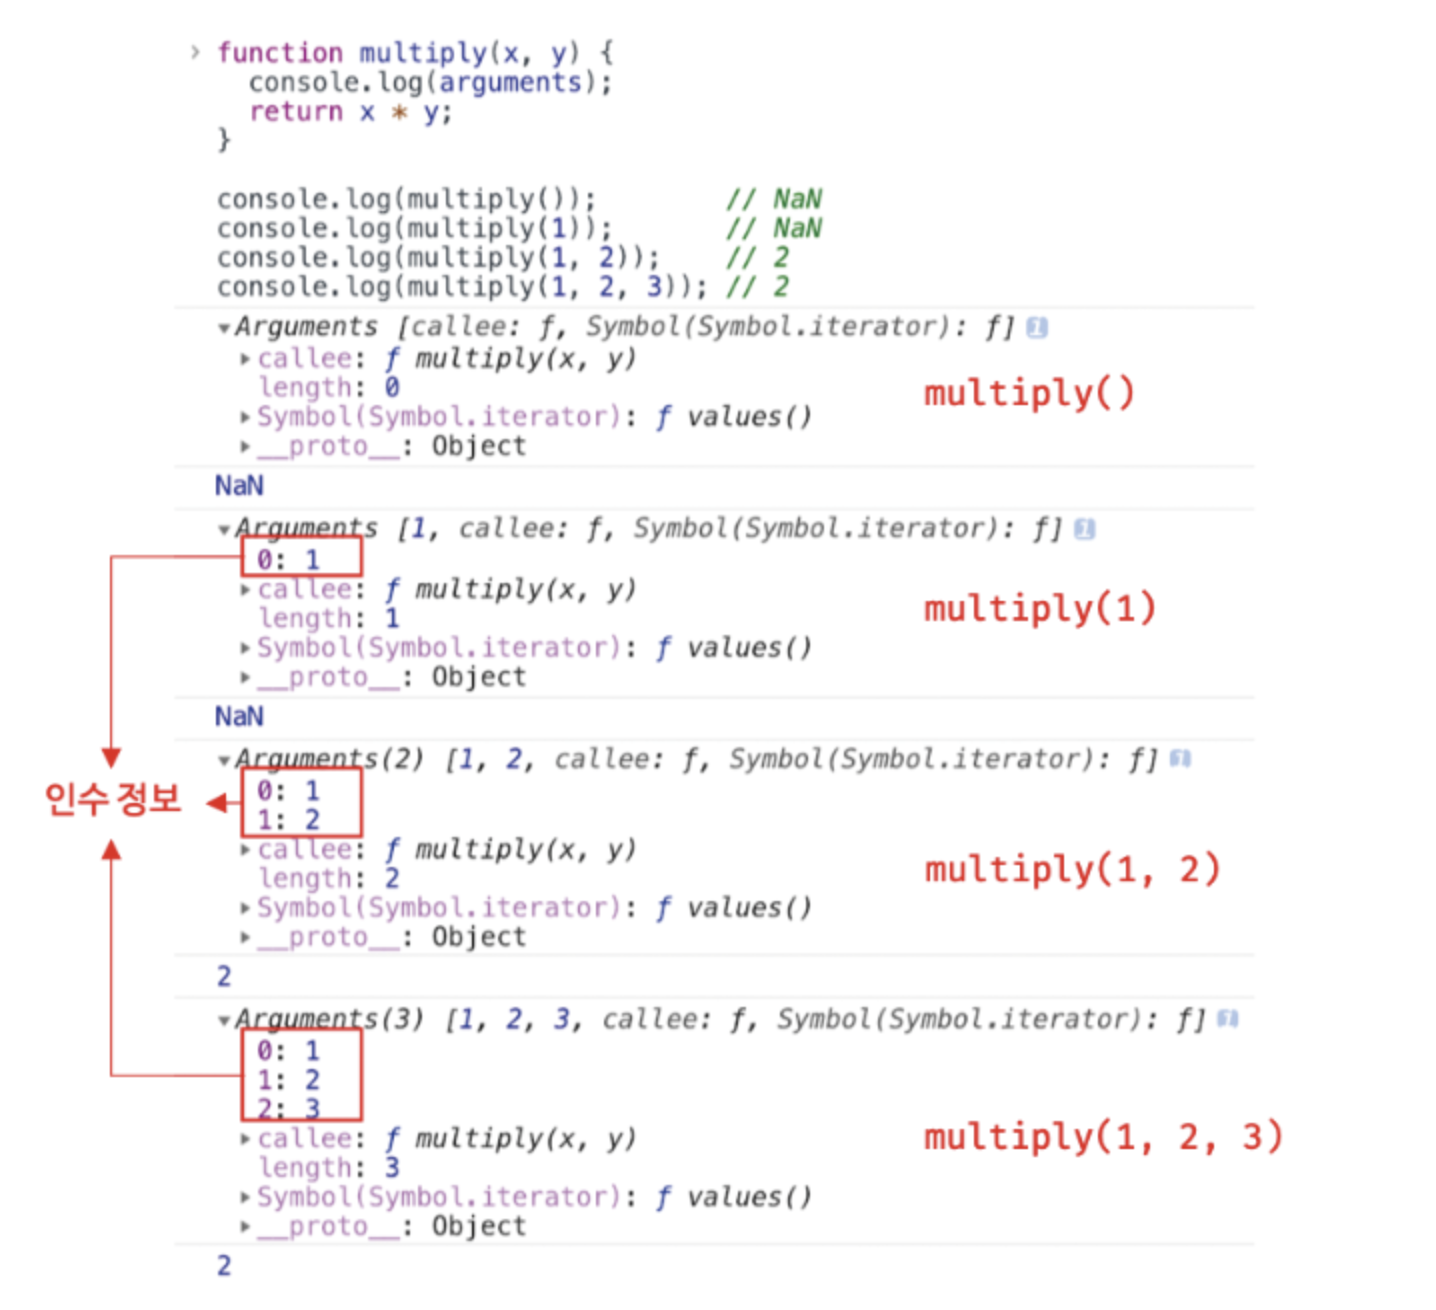 › function multiply(x, y) {
console.log(arguments);
return x * y;
}
console.log(multiply()); // NaN
console.log(multiply(1)); // NaN
console.log(multiply(1, 2)); // 2
console.log(multiply(1, 2, 3)); // 2
▼Arguments [callee: ƒ, Symbol(Symbol.iterator): ƒ] i
▶callee: ƒ multiply(x, y)
length: 0
multiply()
▶Symbol(Symbol.iterator): ƒ values()
▶__proto__: Object
NaN
▼Arguments [1, callee: ƒ, Symbol(Symbol.iterator): ƒ] i
0: 1
▶callee: ƒ multiply(x, y)
multiply(1)
length: 1
▶Symbol(Symbol.iterator): ƒ values()
▶__proto__: Object
NaN
▼Arguments(2) [1, 2, callee: ƒ, Symbol(Symbol.iterator): ƒ] i
0: 1
인수 정보
1: 2
▶callee: ƒ multiply(x, y)
multiply(1, 2)
length: 2
▶Symbol(Symbol.iterator): ƒ values()
▶__proto__: Object
2
▼Arguments(3) [1, 2, 3, callee: ƒ, Symbol(Symbol.iterator): ƒ] i
0: 1
1: 2
2: 3
▶callee: ƒ multiply(x, y)
multiply(1, 2, 3)
length: 3
▶Symbol(Symbol.iterator): ƒ values()
▶__proto__: Object
2